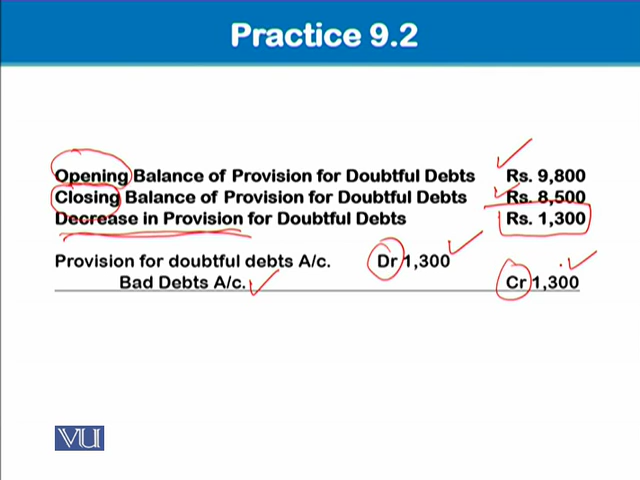 Practice 9.2
Opening Balance of Provision for Doubtful Debts Rs. 9,800
Closing Balance of Provision for Doubtful Debts Rs. 8,500
Decrease in Provision for Doubtful Debts Rs. 1,300
Provision for doubtful debts A/c. Dr 1,300
Bad Debts A/c. Cr 1,300
VU